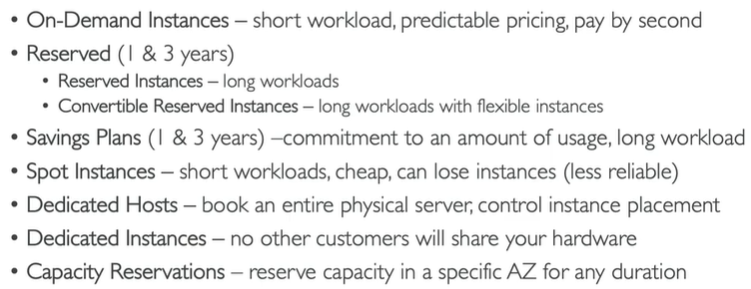 • On-Demand Instances – short workload, predictable pricing, pay by second
• Reserved (1 & 3 years)
• Reserved Instances – long workloads
• Convertible Reserved Instances – long workloads with flexible instances
• Savings Plans (1 & 3 years) –commitment to an amount of usage, long workload
• Spot Instances – short workloads, cheap, can lose instances (less reliable)
• Dedicated Hosts – book an entire physical server, control instance placement
• Dedicated Instances – no other customers will share your hardware
• Capacity Reservations – reserve capacity in a specific AZ for any duration